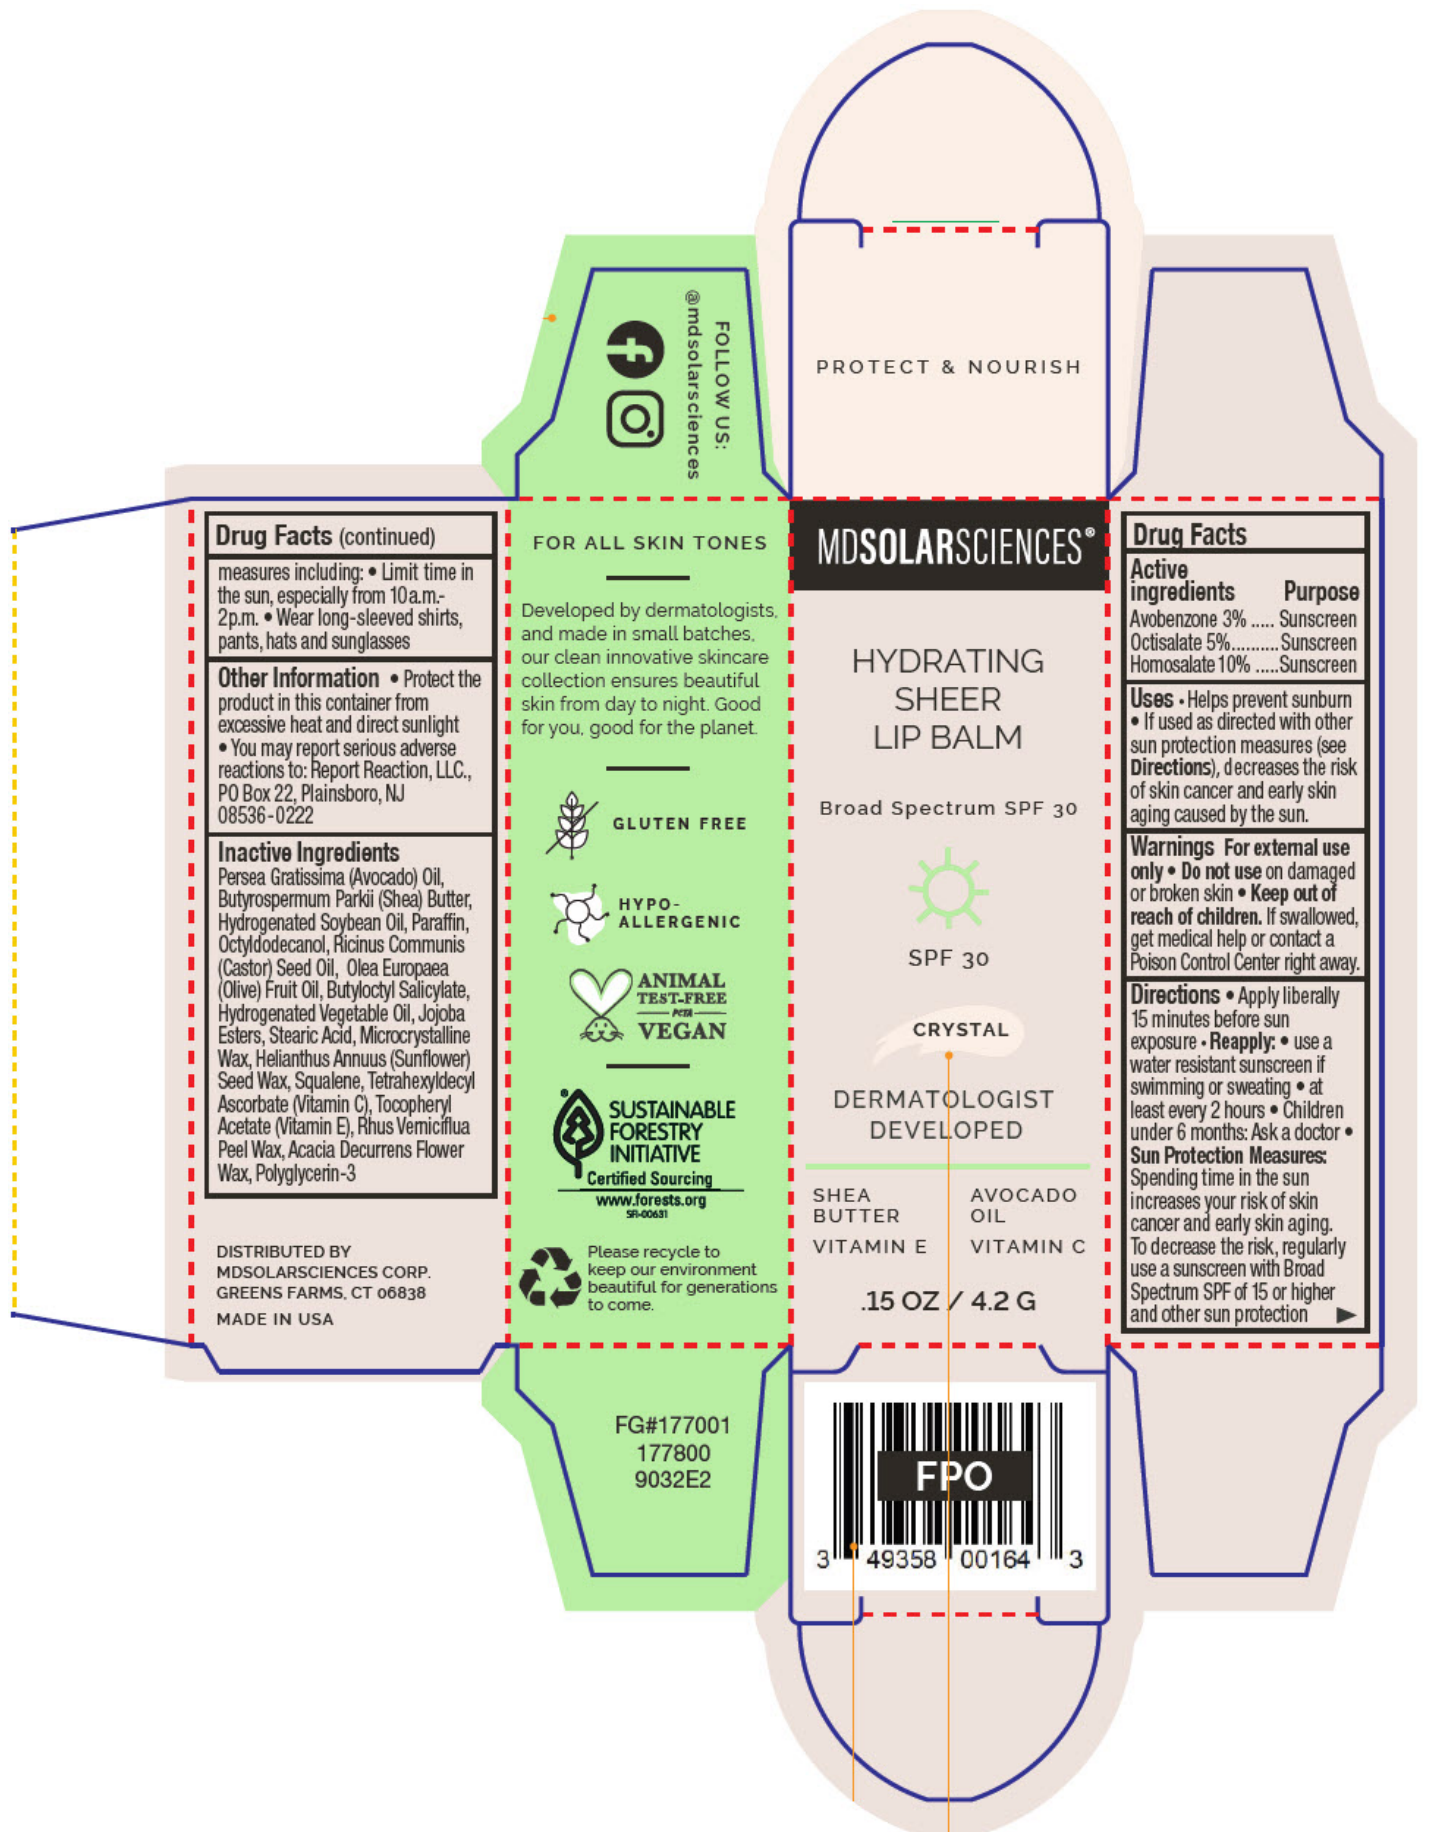 FOLLOW US:
@mdsolarsciences
PROTECT & NOURISH
Drug Facts (continued)
measures including: • Limit time in
the sun, especially from 10a.m.-
2p.m. • Wear long-sleeved shirts,
pants, hats and sunglasses
Other Information • Protect the
product in this container from
excessive heat and direct sunlight
• You may report serious adverse
reactions to: Report Reaction, LLC.,
PO Box 22, Plainsboro, NJ
08536-0222
Inactive Ingredients
Persea Gratissima (Avocado) Oil,
Butyrospermum Parkii (Shea) Butter,
Hydrogenated Soybean Oil, Paraffin,
Octyldodecanol, Ricinus Communis
(Castor) Seed Oil, Olea Europaea
(Olive) Fruit Oil, Butyloctyl Salicylate,
Hydrogenated Vegetable Oil, Jojoba
Esters, Stearic Acid, Microcrystalline
Wax, Helianthus Annuus (Sunflower)
Seed Wax, Squalene, Tetrahexyldecyl
Ascorbate (Vitamin C), Tocopheryl
Acetate (Vitamin E), Rhus Verniciflua
Peel Wax, Acacia Decurrens Flower
Wax, Polyglycerin-3
DISTRIBUTED BY
MDSOLARSCIENCES CORP.
GREENS FARMS, CT 06838
MADE IN USA
FOR ALL SKIN TONES
Developed by dermatologists,
and made in small batches,
our clean innovative skincare
collection ensures beautiful
skin from day to night. Good
for you, good for the planet.
GLUTEN FREE
HYPO-
ALLERGENIC
ANIMAL
TEST-FREE
PETA
VEGAN
®
SUSTAINABLE
FORESTRY
INITIATIVE
Certified Sourcing
www.forests.org
SFI-00631
Please recycle to
keep our environment
beautiful for generations
to come.
FG#177001
177800
9032E2
MDSOLARSCIENCES®
HYDRATING
SHEER
LIP BALM
Broad Spectrum SPF 30
SPF 30
CRYSTAL
DERMATOLOGIST
DEVELOPED
SHEA
BUTTER
VITAMIN E
AVOCADO
OIL
VITAMIN C
.15 OZ / 4.2 G
FPO
3 49358 00164 3
Drug Facts
Active
ingredients Purpose
Avobenzone 3% ..... Sunscreen
Octisalate 5%.......... Sunscreen
Homosalate 10% ..... Sunscreen
Uses • Helps prevent sunburn
• If used as directed with other
sun protection measures (see
Directions), decreases the risk
of skin cancer and early skin
aging caused by the sun.
Warnings For external use
only • Do not use on damaged
or broken skin • Keep out of
reach of children. If swallowed,
get medical help or contact a
Poison Control Center right away.
Directions • Apply liberally
15 minutes before sun
exposure • Reapply: • use a
water resistant sunscreen if
swimming or sweating • at
least every 2 hours • Children
under 6 months: Ask a doctor •
Sun Protection Measures:
Spending time in the sun
increases your risk of skin
cancer and early skin aging.
To decrease the risk, regularly
use a sunscreen with Broad
Spectrum SPF of 15 or higher
and other sun protection